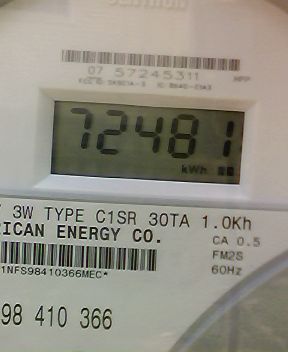 07 57245311
72481
kWh
3W TYPE C1SR 30TA 1.0Kh
RICAN ENERGY CO.
CA 0.5
FM2S
60Hz
1NFS98410366MEC*
98 410 366